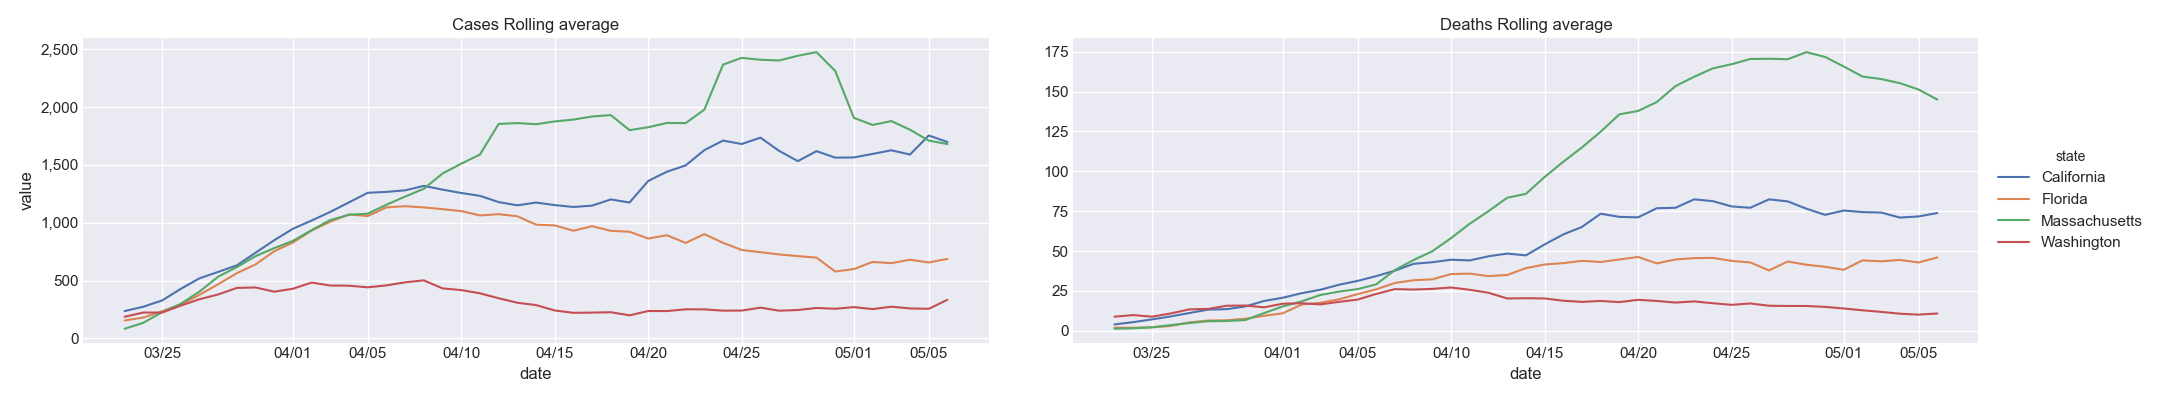 Cases Rolling average
2,500
2,000
1,500
1,000
500
0
value
03/25 04/01 04/05 04/10 04/15 04/20 04/25 05/01 05/05
date
Deaths Rolling average
175
150
125
100
75
50
25
0
03/25 04/01 04/05 04/10 04/15 04/20 04/25 05/01 05/05
date
state
California
Florida
Massachusetts
Washington